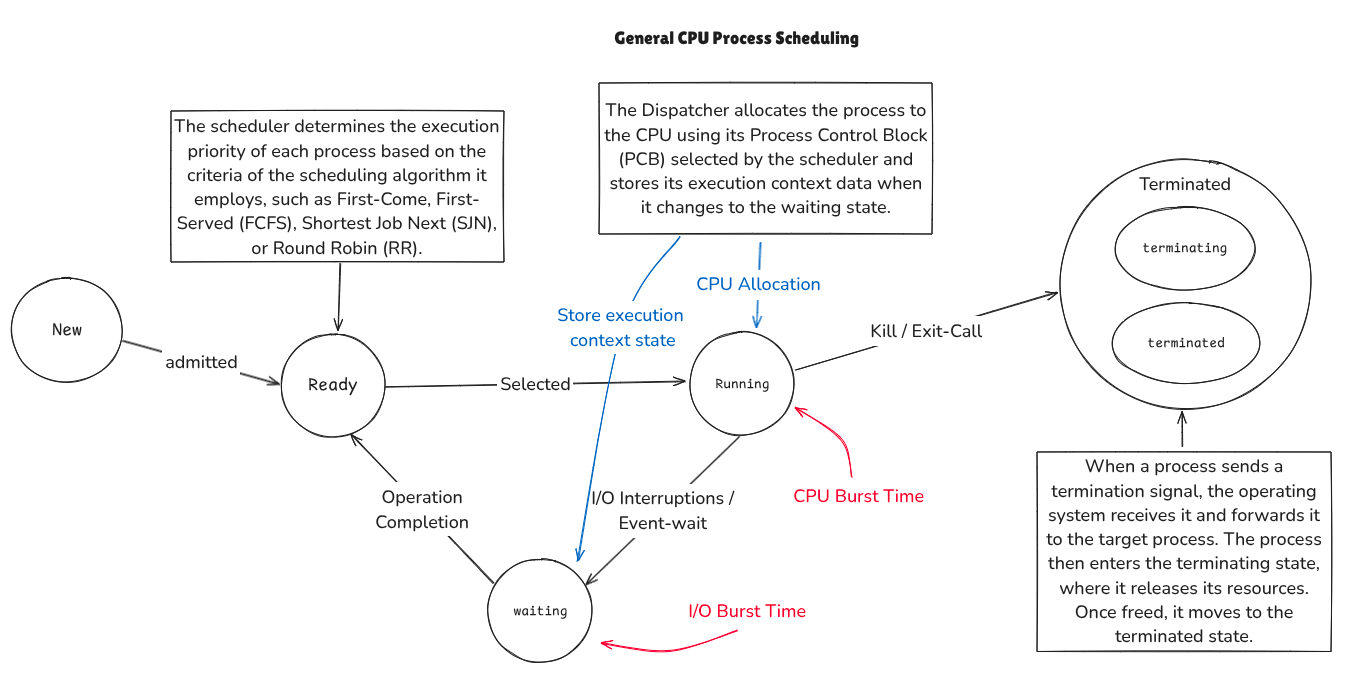 General CPU Process Scheduling
The scheduler determines the execution
priority of each process based on the
criteria of the scheduling algorithm it
employs, such as First-Come, First-
Served (FCFS), Shortest Job Next (SJN),
or Round Robin (RR).
The Dispatcher allocates the process to
the CPU using its Process Control Block
(PCB) selected by the scheduler and
stores its execution context data when
it changes to the waiting state.
Terminated
terminating
terminated
CPU Allocation
Store execution
context state
New
admitted
Ready
Selected
Running
Kill / Exit-Call
Operation
Completion
I/O Interruptions /
Event-wait
CPU Burst Time
waiting
I/O Burst Time
When a process sends a
termination signal, the operating
system receives it and forwards it
to the target process. The process
then enters the terminating state,
where it releases its resources.
Once freed, it moves to the
terminated state.